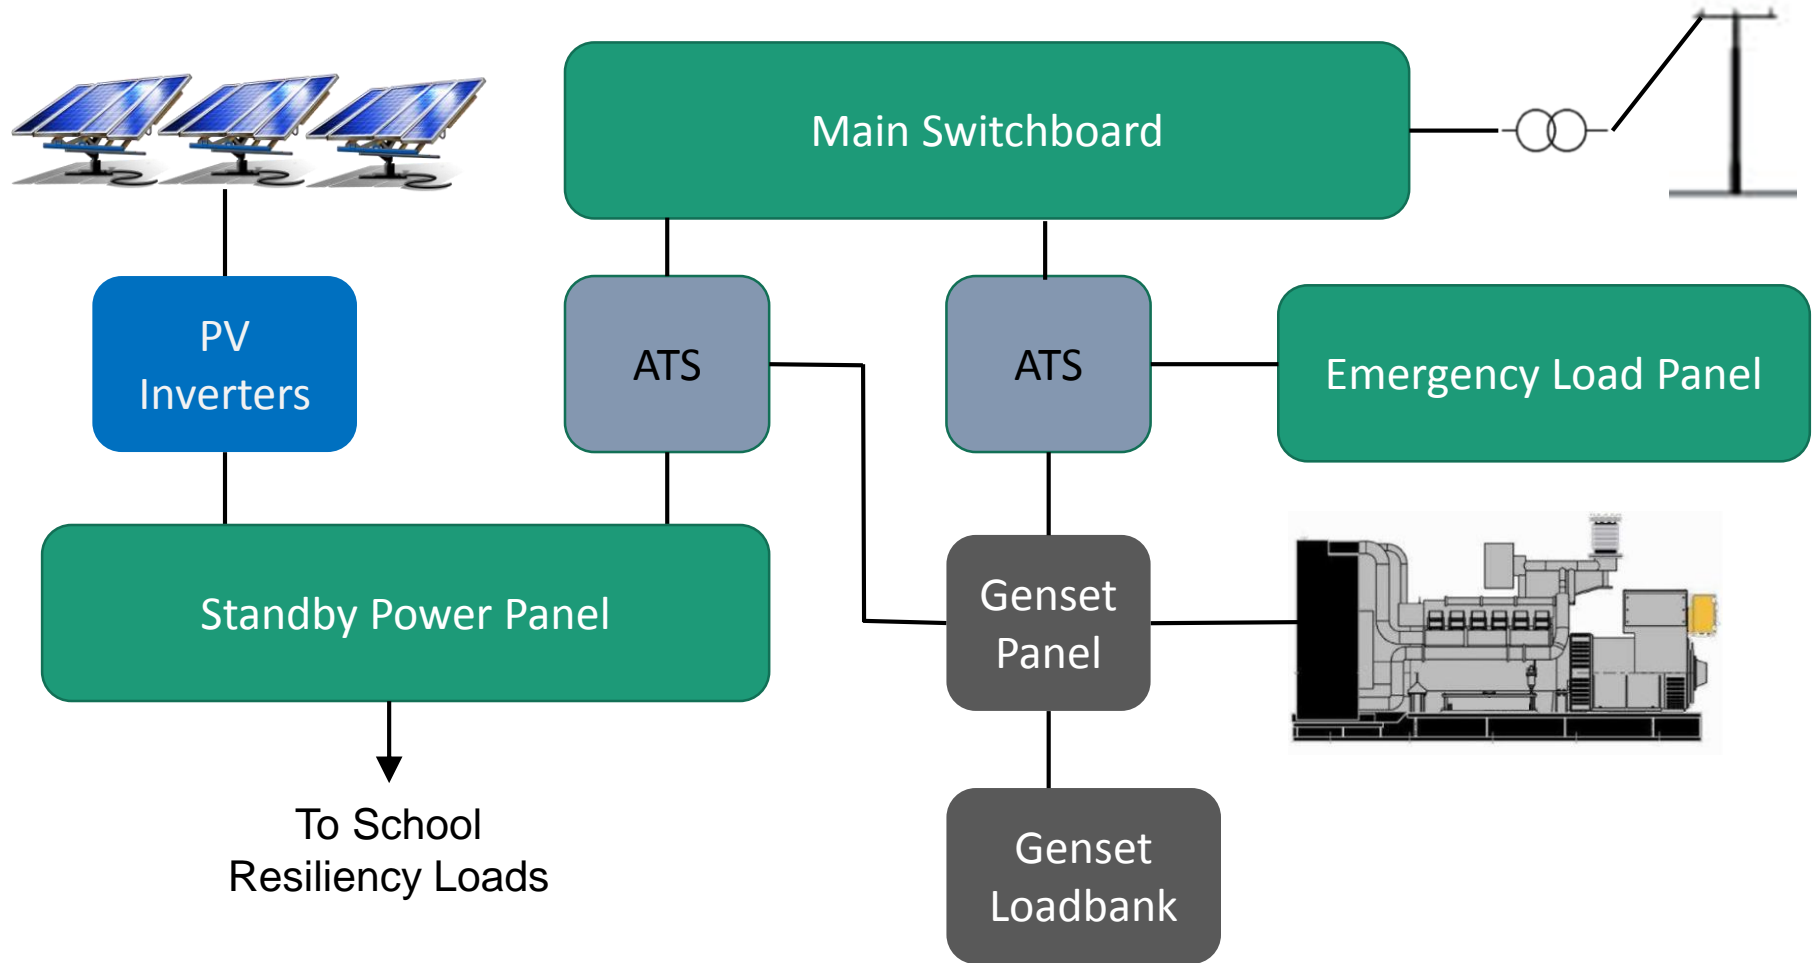 Main Switchboard
PV
Inverters
ATS
ATS
Emergency Load Panel
Standby Power Panel
Genset
Panel
To School
Resiliency Loads
Genset
Loadbank